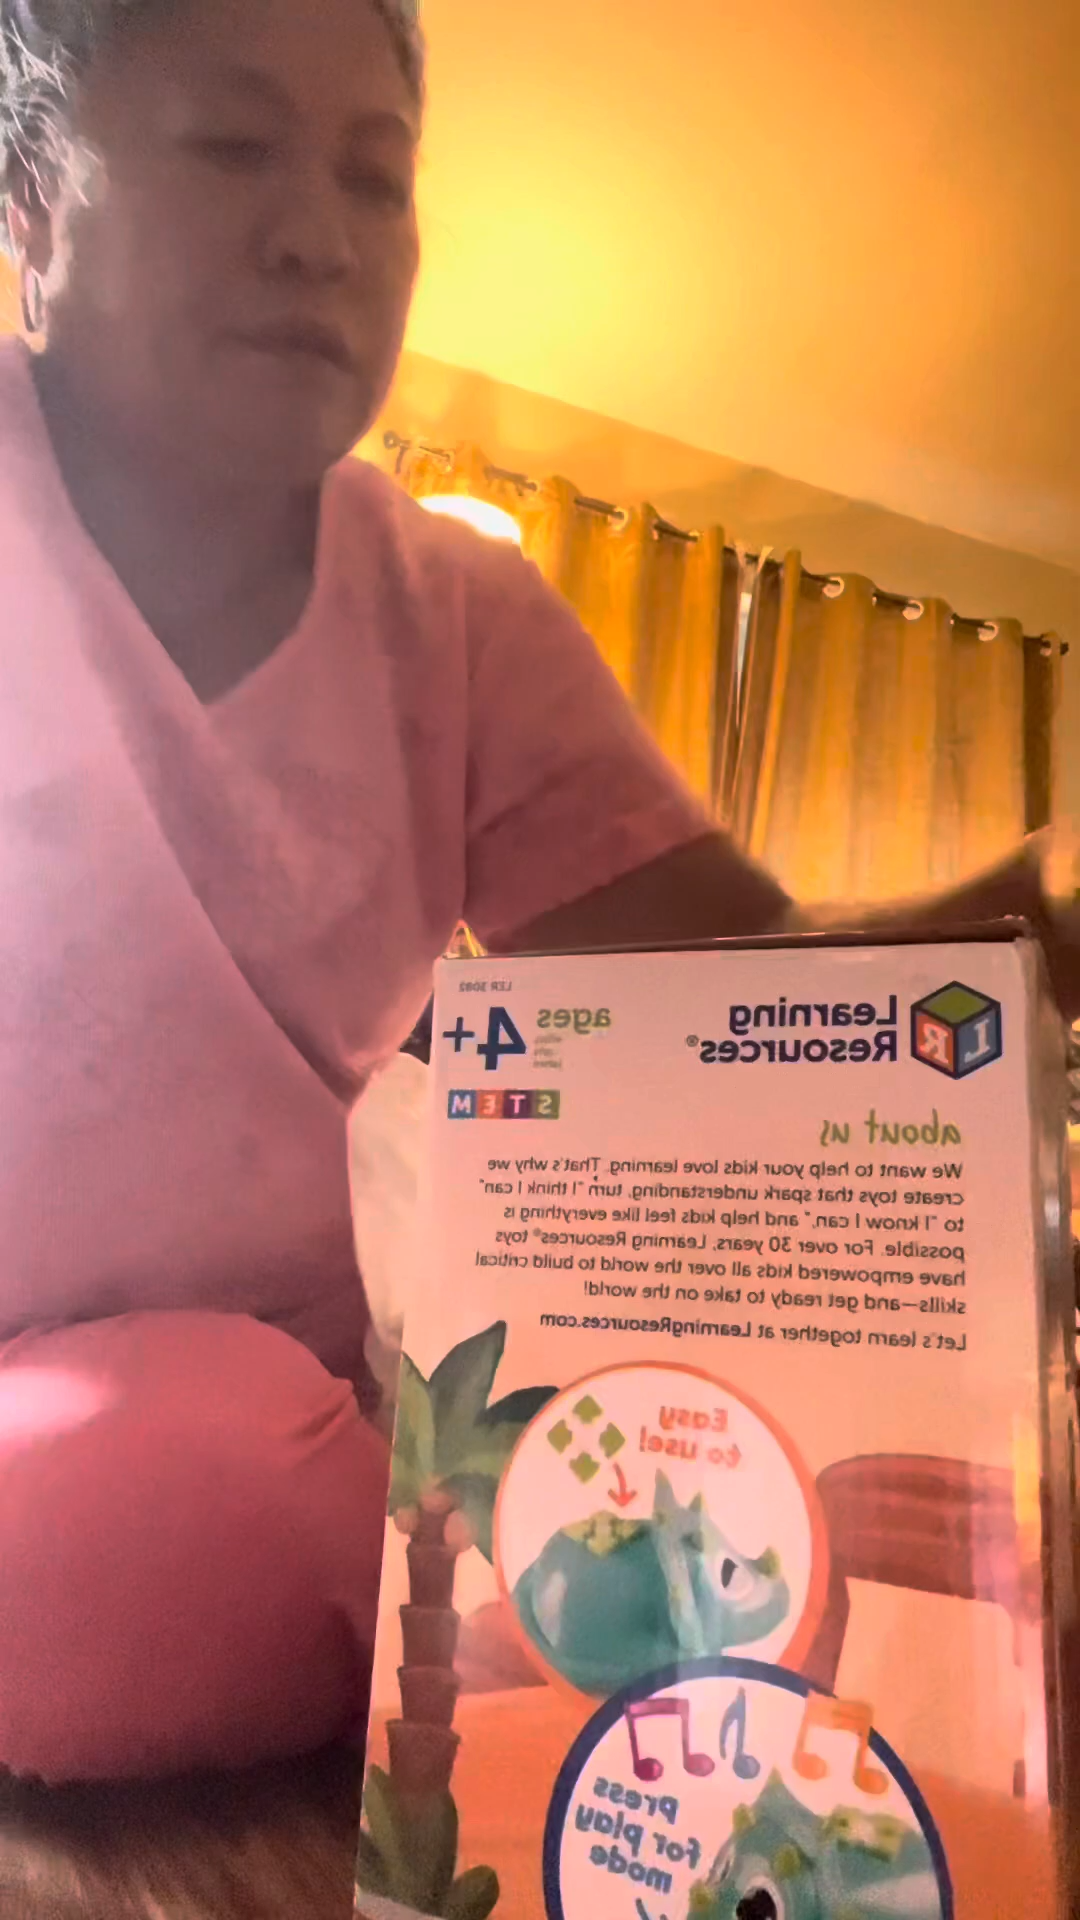 Learning
Resources®
LER 3082
ages
4+
STEM
about us
We want to help your kids love learning. That's why we
create toys that spark understanding, turn "I think I can"
to "I know I can," and help kids feel like everything is
possible. For over 30 years, Learning Resources® toys
have empowered kids all over the world to build critical
skills—and get ready to take on the world!
Let's learn together at LearningResources.com
Easy
to use!
Press
for play
mode